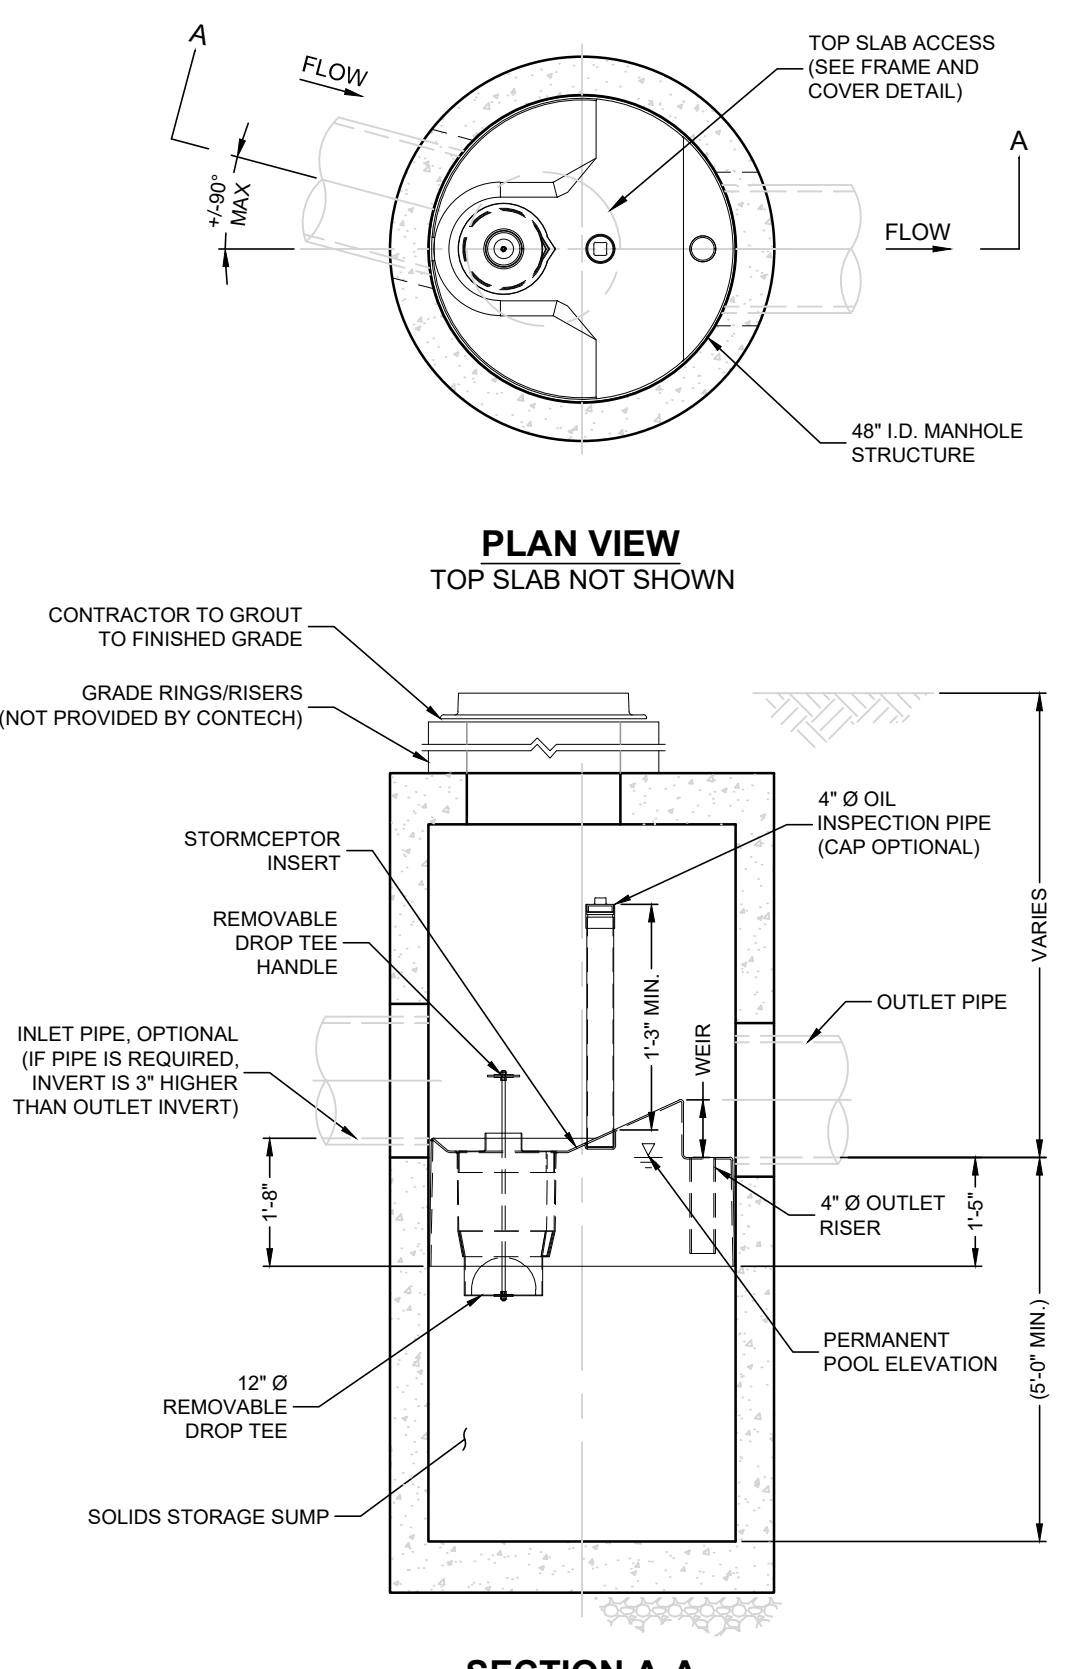 A
FLOW
TOP SLAB ACCESS
(SEE FRAME AND
COVER DETAIL)
A
+/-90°
MAX
FLOW
48" I.D. MANHOLE
STRUCTURE
PLAN VIEW
TOP SLAB NOT SHOWN
CONTRACTOR TO GROUT
TO FINISHED GRADE
GRADE RINGS/RISERS
(NOT PROVIDED BY CONTECH)
4" Ø OIL
INSPECTION PIPE
(CAP OPTIONAL)
STORMCEPTOR
INSERT
REMOVABLE
DROP TEE
HANDLE
VARIES
OUTLET PIPE
1'-3" MIN.
WEIR
INLET PIPE, OPTIONAL
(IF PIPE IS REQUIRED,
INVERT IS 3" HIGHER
THAN OUTLET INVERT)
1'-8"
4" Ø OUTLET
RISER
1'-5"
PERMANENT
POOL ELEVATION
(5'-0" MIN.)
12" Ø
REMOVABLE
DROP TEE
SOLIDS STORAGE SUMP
SECTION A-A